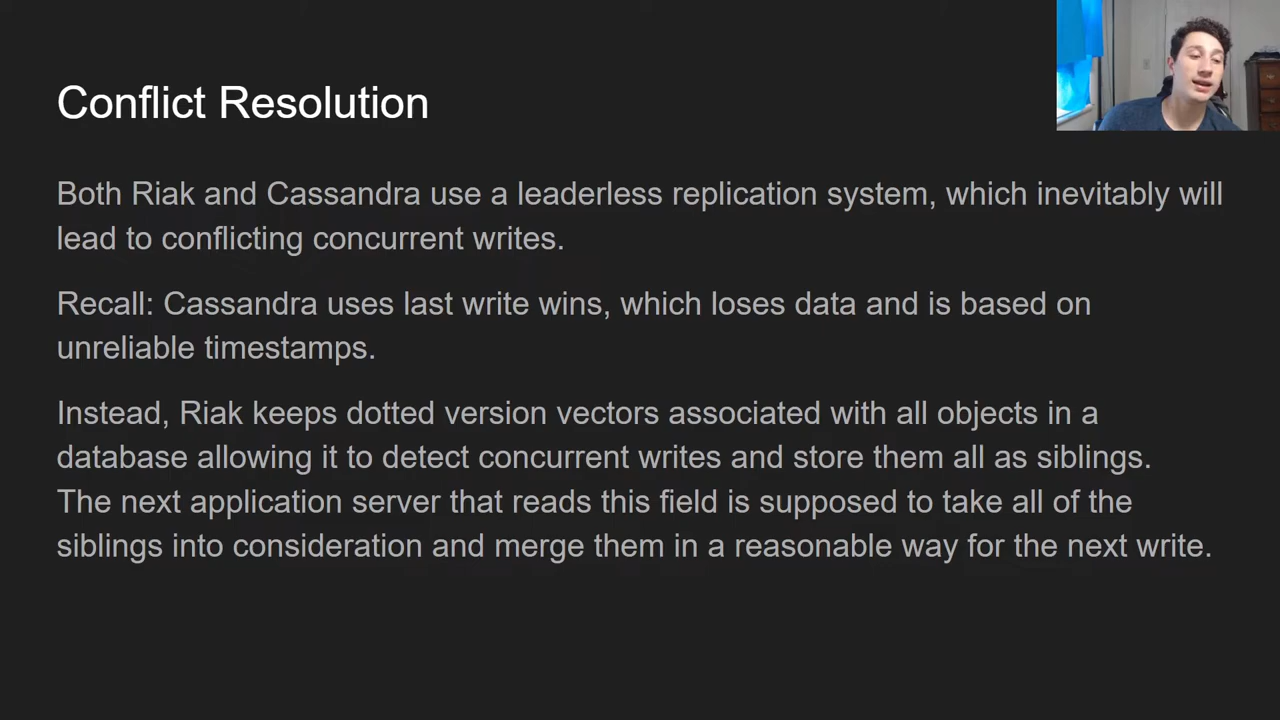 Conflict Resolution
Both Riak and Cassandra use a leaderless replication system, which inevitably will
lead to conflicting concurrent writes.
Recall: Cassandra uses last write wins, which loses data and is based on
unreliable timestamps.
Instead, Riak keeps dotted version vectors associated with all objects in a
database allowing it to detect concurrent writes and store them all as siblings.
The next application server that reads this field is supposed to take all of the
siblings into consideration and merge them in a reasonable way for the next write.